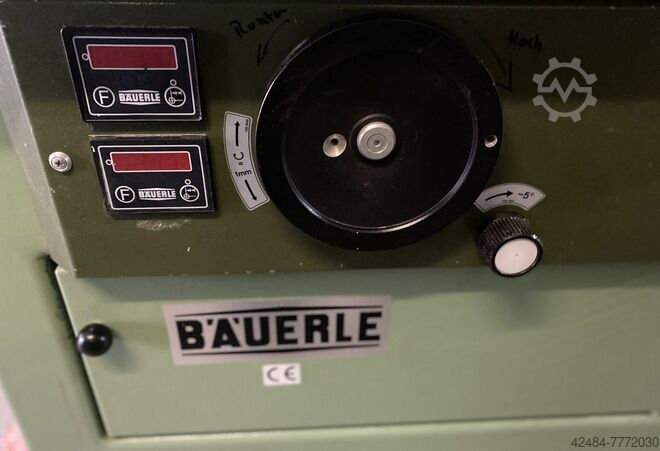 Runter
Hoch
F BÄUERLE
F BÄUERLE
1mm
-5°
BÄUERLE
CE
42484-7772030